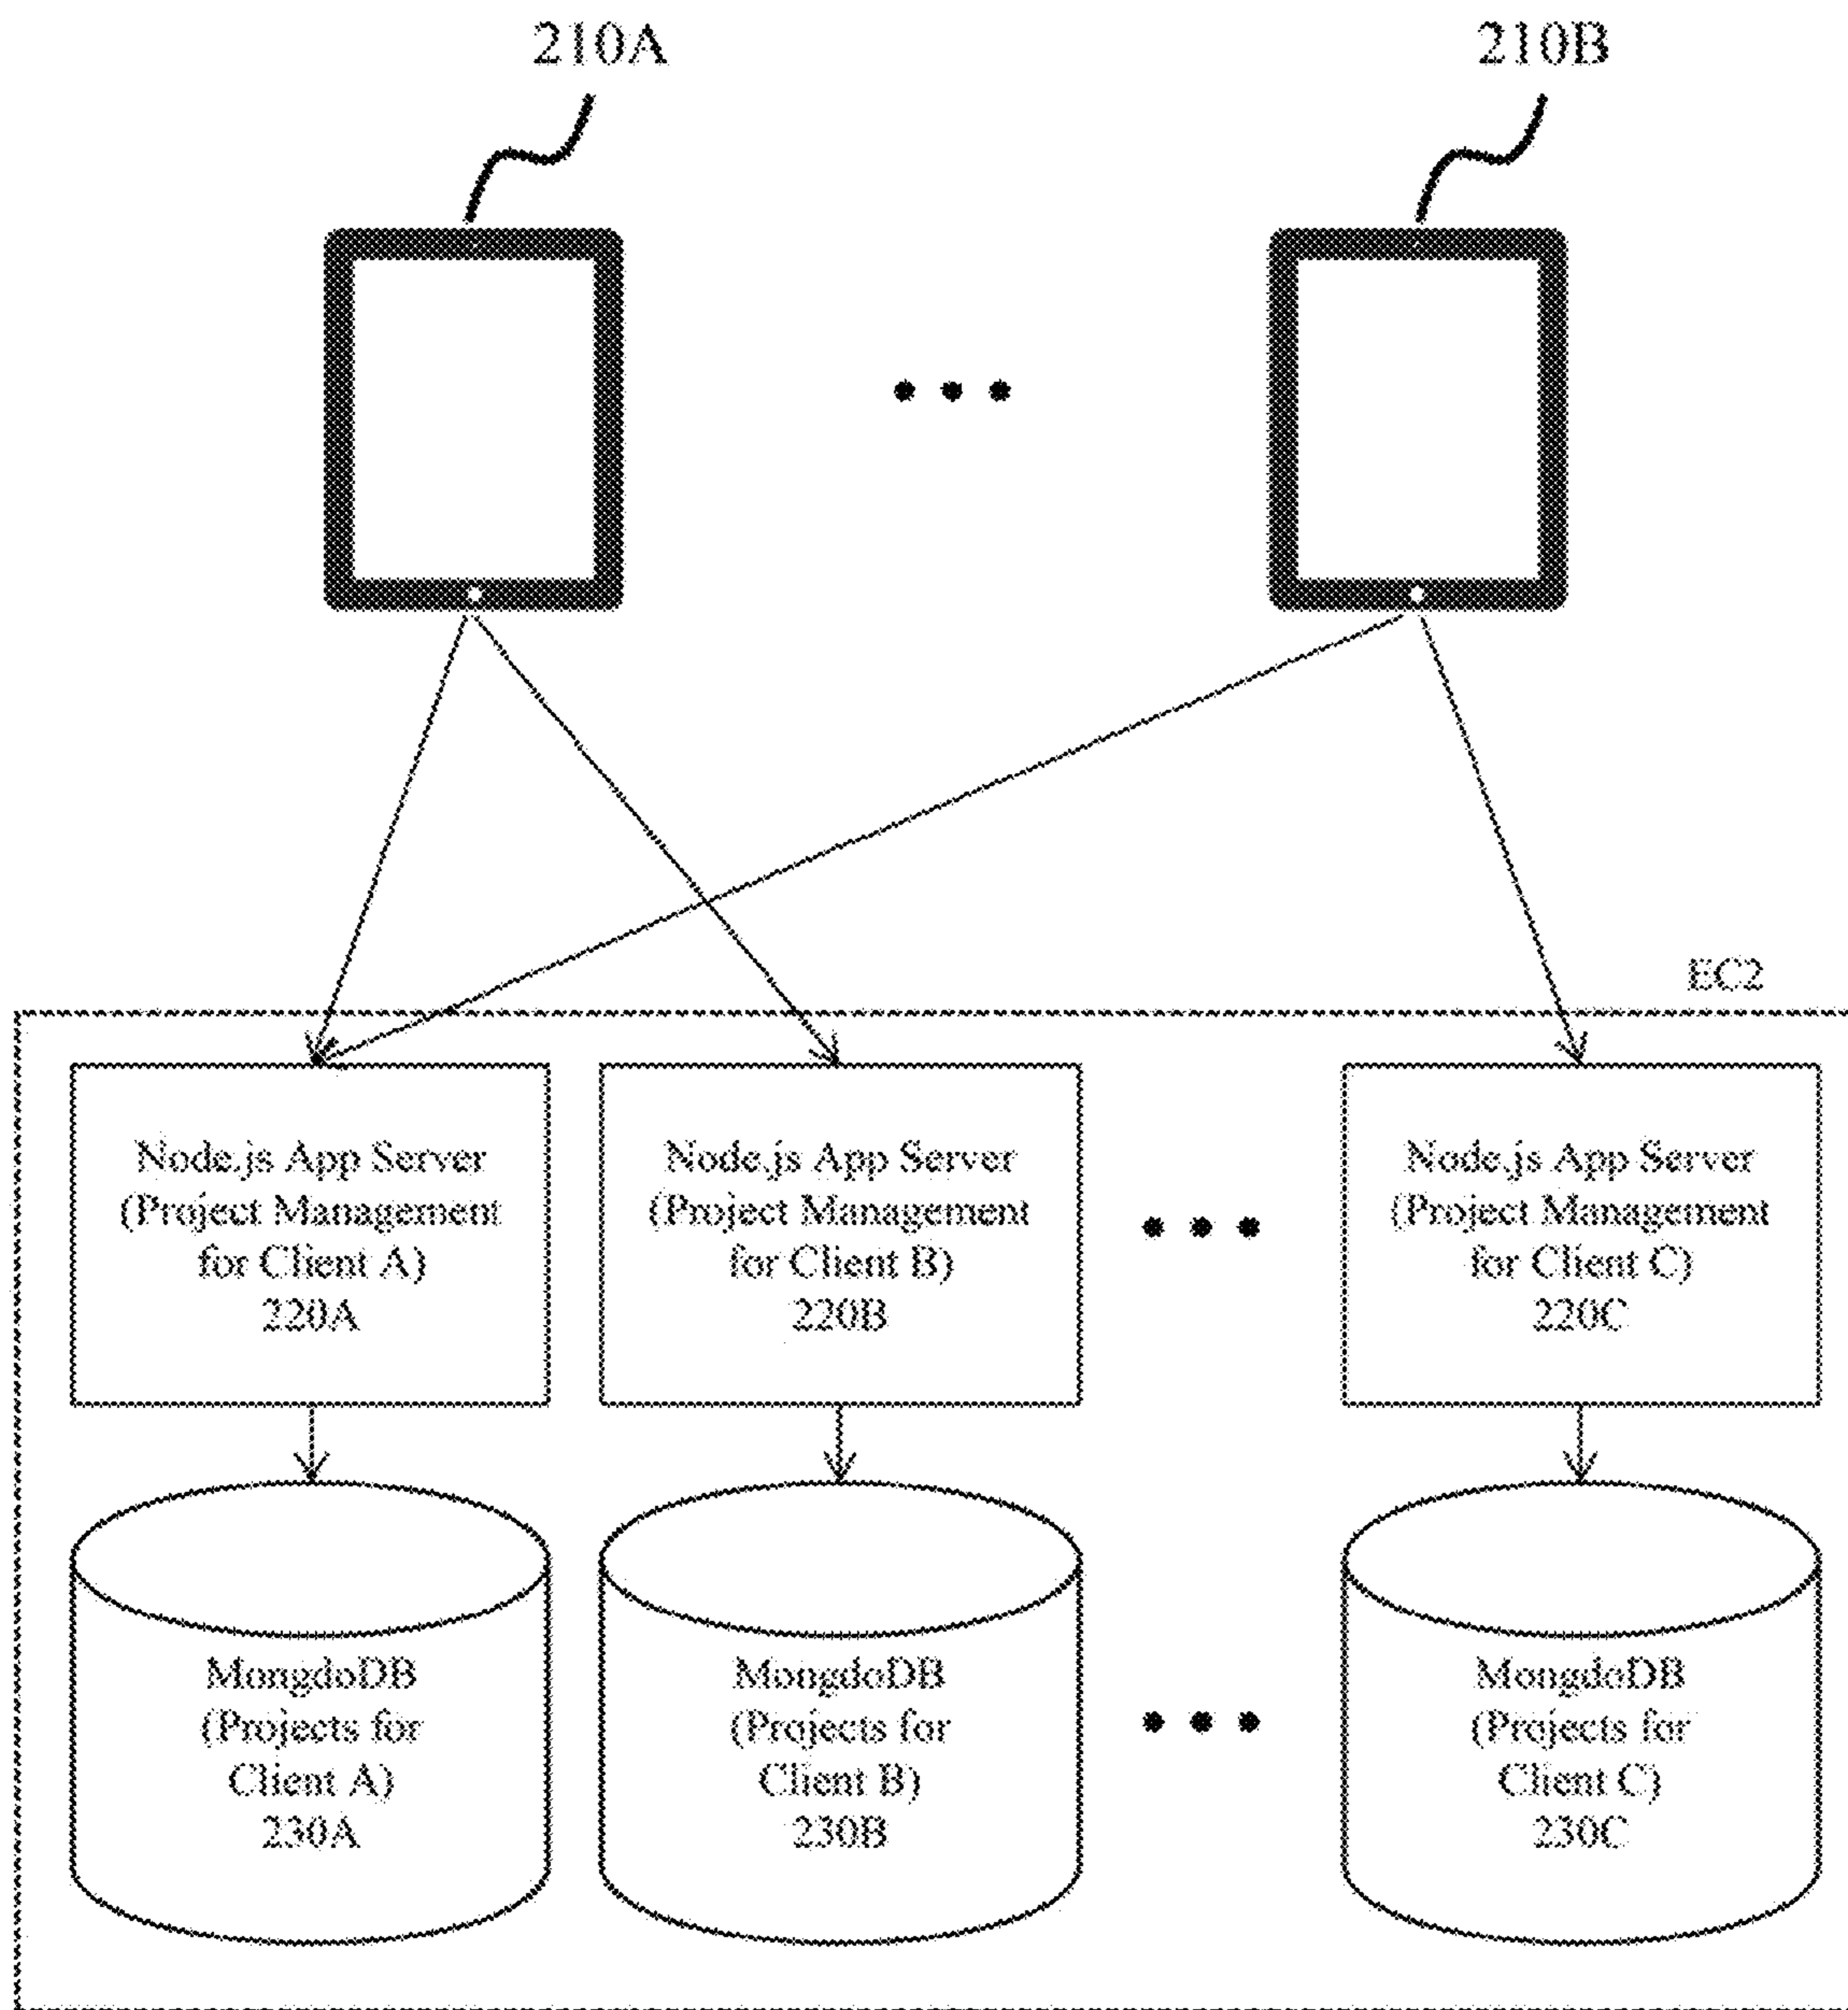 210A
210B
EC2
Node.js App Server
(Project Management
for Client A)
220A
Node.js App Server
(Project Management
for Client B)
220B
Node.js App Server
(Project Management
for Client C)
220C
MongdoDB
(Projects for
Client A)
230A
MongdoDB
(Projects for
Client B)
230B
MongdoDB
(Projects for
Client C)
230C